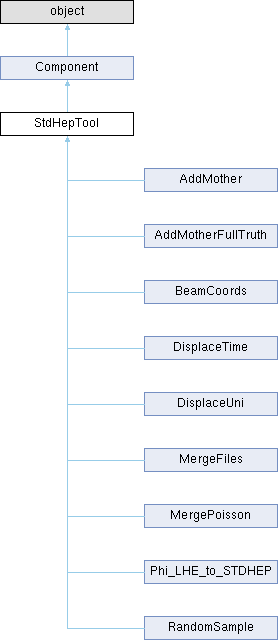 object
Component
StdHepTool
AddMother
AddMotherFullTruth
BeamCoords
DisplaceTime
DisplaceUni
MergeFiles
MergePoisson
Phi_LHE_to_STDHEP
RandomSample